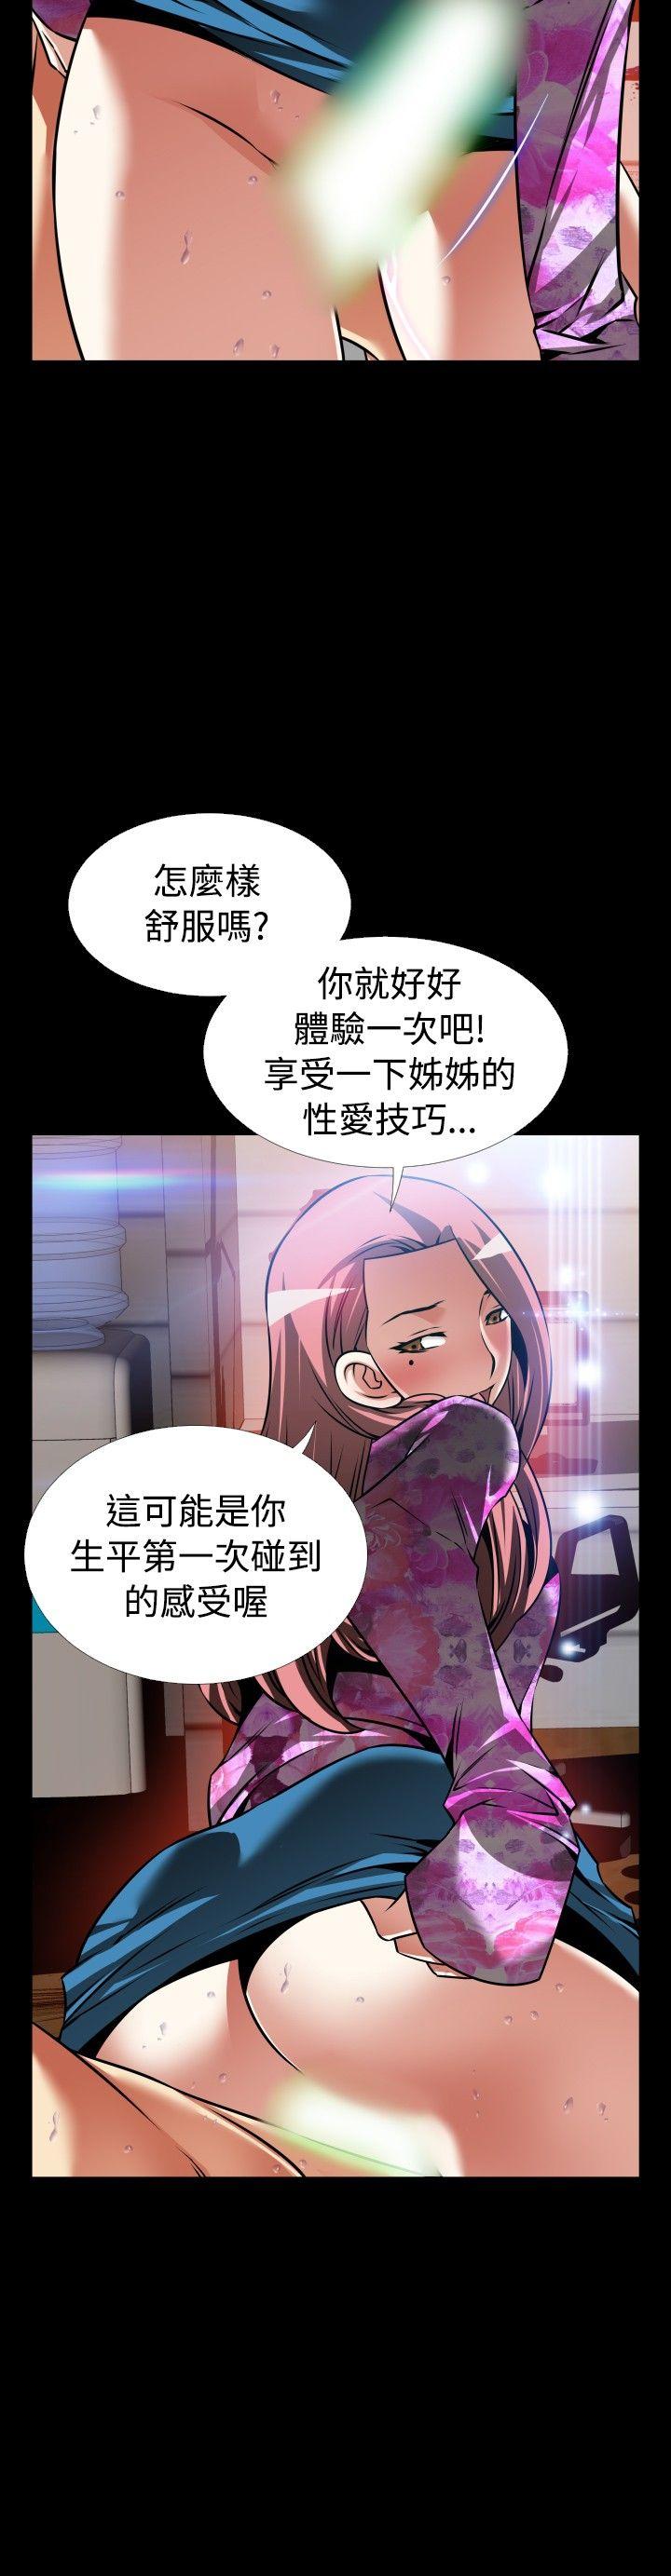 怎麼樣
舒服嗎?
你就好好
體驗一次吧!
享受一下姊姊的
性愛技巧...
這可能是你
生平第一次碰到
的感受喔